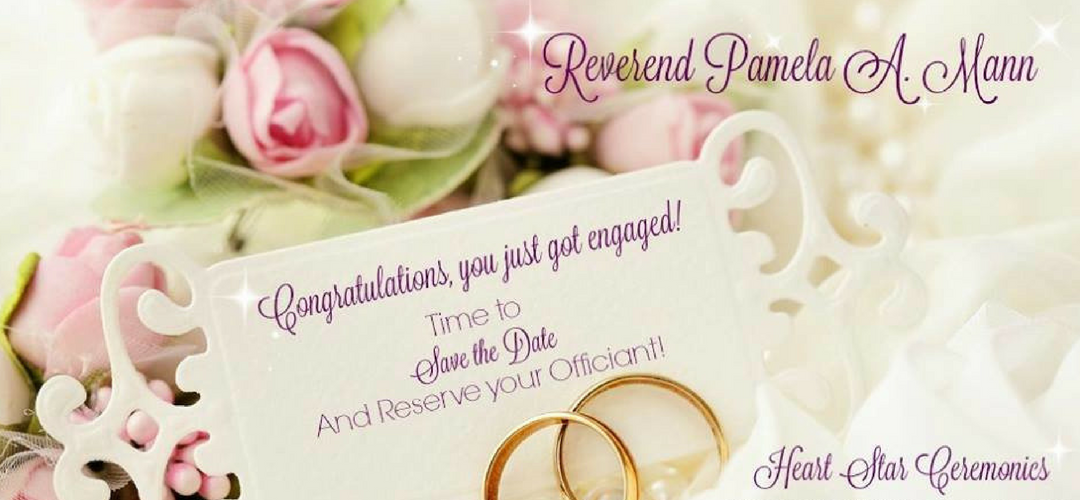 Reverend Pamela A. Mann
Congratulations, you just got engaged!
Time to
Save the Date
And Reserve your Officiant!
Heart Star Ceremonies